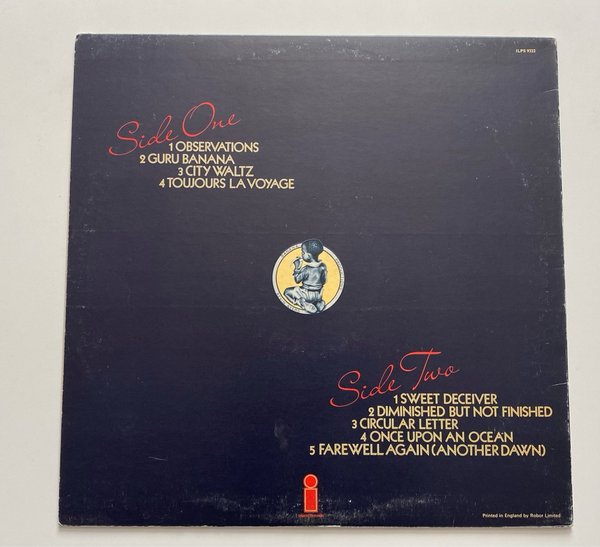 ILPS 9353
Side One
1 OBSERVATIONS
2 GURU BANANA
3 CITY WALTZ
4 TOUJOURS LA VOYAGE
Side Two
1 SWEET DECEIVER
2 DIMINISHED BUT NOT FINISHED
3 CIRCULAR LETTER
4 ONCE UPON AN OCEAN
5 FAREWELL AGAIN (ANOTHER DAWN)
i
Printed in England by Robor Limited